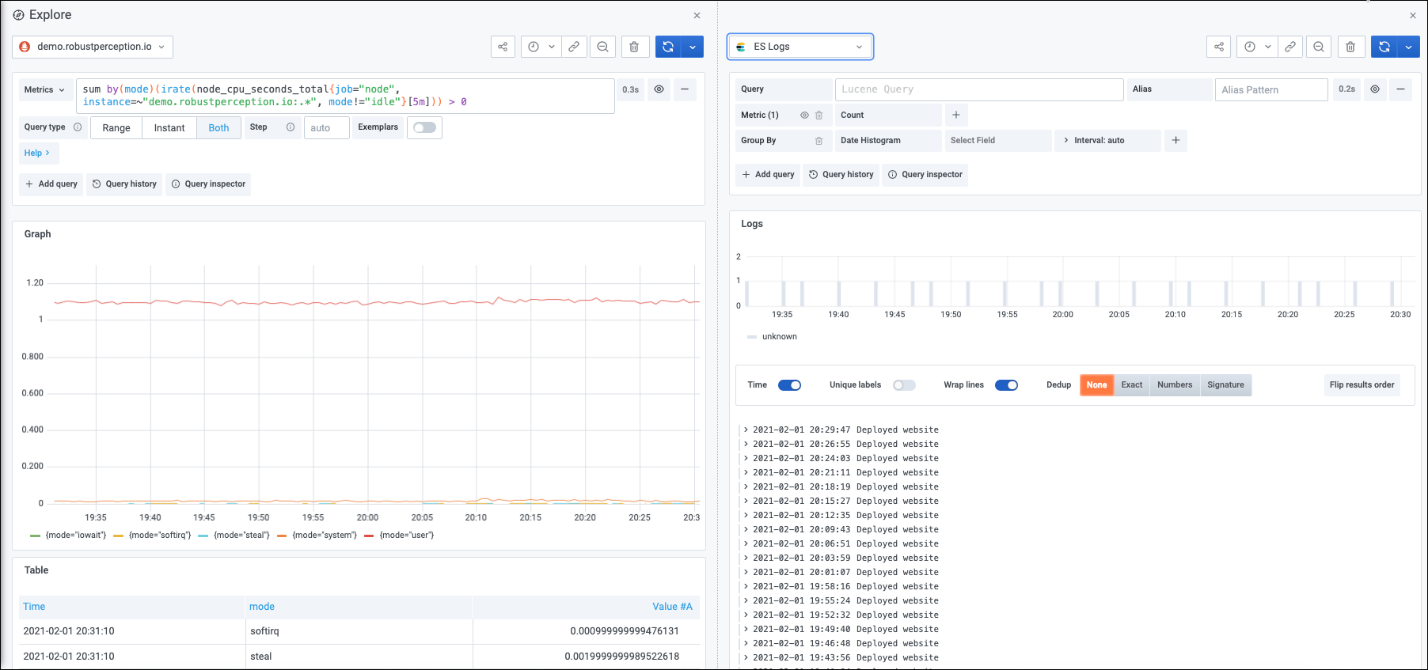 Explore
demo.robustperception.io
Metrics
sum by(mode)(irate(node_cpu_seconds_total{job="node",
instance=~"demo.robustperception.io:.*", mode!="idle"}[5m])) > 0
0.3s
Query type Range Instant Both Step auto Exemplars
Help >
+ Add query Query history Query inspector
Graph
1.20
1
0.800
0.600
0.400
0.200
0
19:35 19:40 19:45 19:50 19:55 20:00 20:05 20:10 20:15 20:20 20:25 20:3
{mode="iowait"} {mode="softirq"} {mode="steal"} {mode="system"} {mode="user"}
Table
Time mode Value #A
2021-02-01 20:31:10 softirq 0.000999999999476131
2021-02-01 20:31:10 steal 0.0019999999989522618
ES Logs
Query Lucene Query Alias Alias Pattern 0.2s
Metric (1) Count +
Group By Date Histogram Select Field > Interval: auto +
+ Add query Query history Query inspector
Logs
2
1
0
19:35 19:40 19:45 19:50 19:55 20:00 20:05 20:10 20:15 20:20 20:25 20:30
unknown
Time Unique labels Wrap lines Dedup None Exact Numbers Signature Flip results order
> 2021-02-01 20:29:47 Deployed website
> 2021-02-01 20:26:55 Deployed website
> 2021-02-01 20:24:03 Deployed website
> 2021-02-01 20:21:11 Deployed website
> 2021-02-01 20:18:19 Deployed website
> 2021-02-01 20:15:27 Deployed website
> 2021-02-01 20:12:35 Deployed website
> 2021-02-01 20:09:43 Deployed website
> 2021-02-01 20:06:51 Deployed website
> 2021-02-01 20:03:59 Deployed website
> 2021-02-01 20:01:07 Deployed website
> 2021-02-01 19:58:16 Deployed website
> 2021-02-01 19:55:24 Deployed website
> 2021-02-01 19:52:32 Deployed website
> 2021-02-01 19:49:40 Deployed website
> 2021-02-01 19:46:48 Deployed website
> 2021-02-01 19:43:56 Deployed website